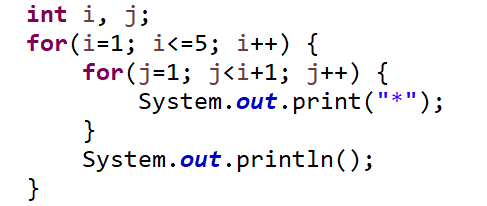 int i, j;
for(i=1; i<=5; i++) {
    for(j=1; j<i+1; j++) {
        System.out.print("*");
    }
    System.out.println();
}